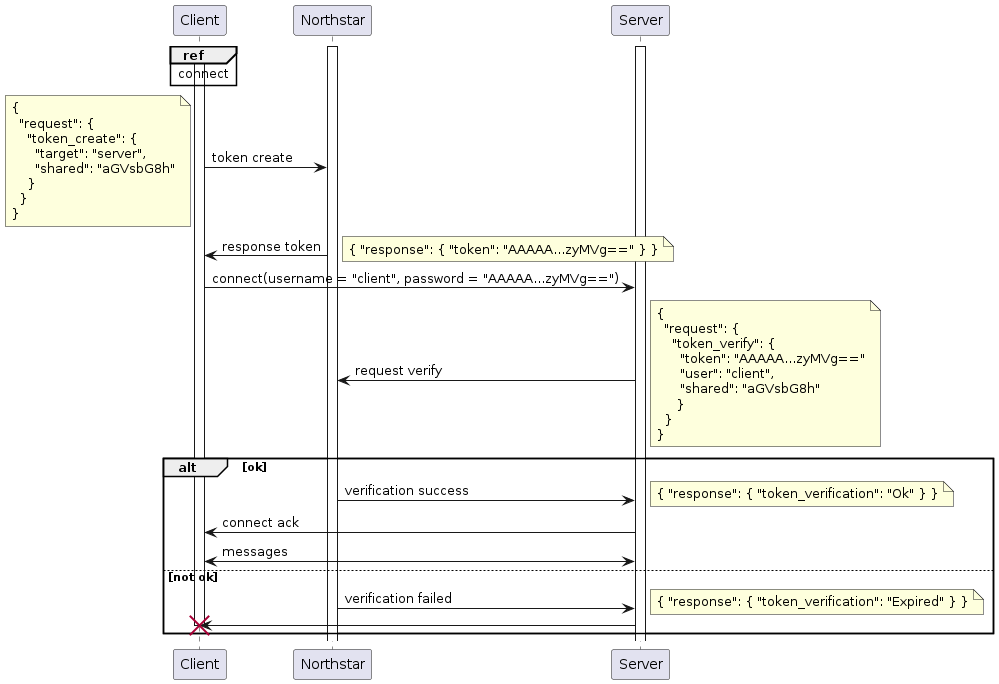 Client
Northstar
Server
ref
connect
{
"request": {
"token_create": {
"target": "server",
"shared": "aGVsbG8h"
}
}
}
token create
response token
{ "response": { "token": "AAAAA...zyMVg==" } }
connect(username = "client", password = "AAAAA...zyMVg==")
{
"request": {
"token_verify": {
"token": "AAAAA...zyMVg=="
"user": "client",
"shared": "aGVsbG8h"
}
}
}
request verify
alt
[ok]
verification success
{ "response": { "token_verification": "Ok" } }
connect ack
messages
[not ok]
verification failed
{ "response": { "token_verification": "Expired" } }
Client
Northstar
Server